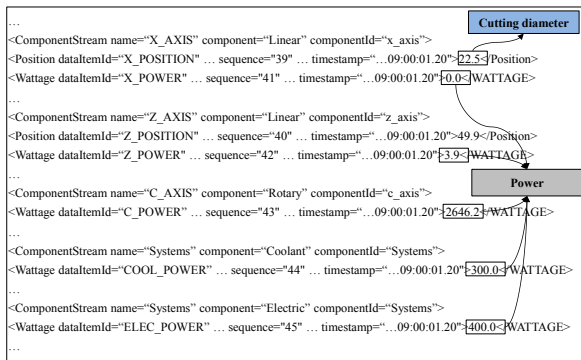 …
Cutting diameter
<ComponentStream name=“X_AXIS” component=“Linear” componentId=“x_axis”>
<Position dataItemId=“X_POSITION" … sequence="39” … timestamp=“…09:00:01.20">22.5</Position>
<Wattage dataItemId=“X_POWER” … sequence="41” … timestamp=“…09:00:01.20">0.0</WATTAGE>
…
<ComponentStream name=“Z_AXIS” component=“Linear” componentId=“z_axis”>
<Position dataItemId=“Z_POSITION” … sequence=“40” … timestamp=“…09:00:01.20">49.9</Position>
<Wattage dataItemId=“Z_POWER” … sequence="42” … timestamp=“…09:00:01.20">3.9</WATTAGE>
…
Power
<ComponentStream name=“C_AXIS” component=“Rotary” componentId=“c_axis”>
<Wattage dataItemId=“C_POWER” … sequence="43” … timestamp=“…09:00:01.20">2646.2</WATTAGE>
…
<ComponentStream name=“Systems” component=“Coolant” componentId=“Systems”>
<Wattage dataItemId=“COOL_POWER” … sequence="44” … timestamp=“…09:00:01.20">300.0</WATTAGE>
…
<ComponentStream name=“Systems” component=“Electric” componentId=“Systems”>
<Wattage dataItemId=“ELEC_POWER” … sequence="45” … timestamp=“…09:00:01.20">400.0</WATTAGE>
…